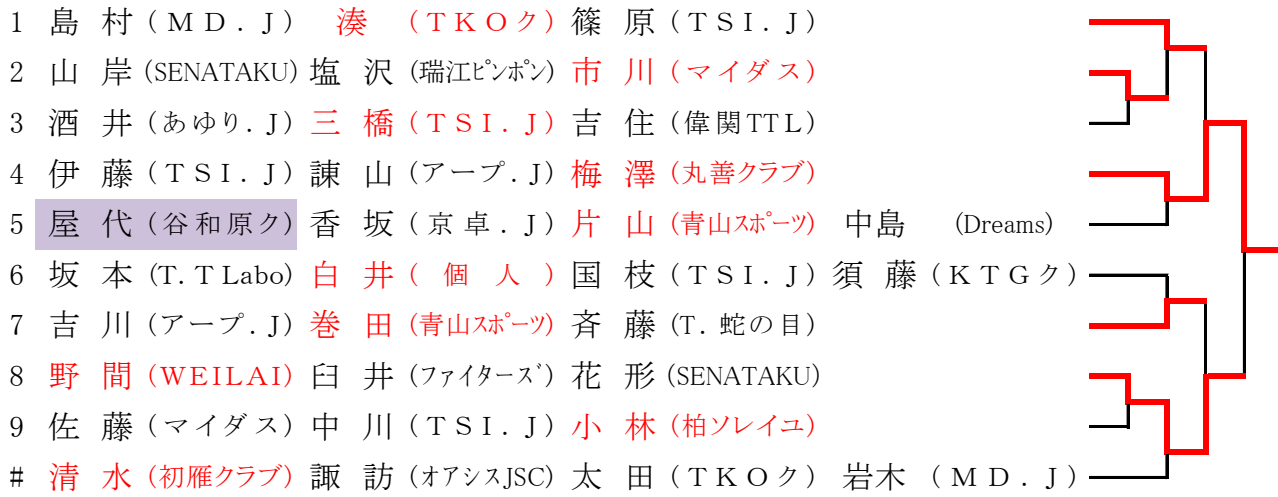 1 島 村 (ＭＤ．Ｊ) 湊 (ＴＫＯク) 篠 原 (ＴＳＩ.Ｊ)
2 山 岸 (SENATAKU) 塩 沢 (瑞江ﾋﾟﾝﾎﾟﾝ) 市 川 (マイダス)
3 酒 井 (あゆり.Ｊ) 三 橋 (ＴＳＩ.Ｊ) 吉 住 (偉関TTL)
4 伊 藤 (ＴＳＩ.Ｊ) 諌 山 (アープ.Ｊ) 梅 澤 (丸善クラブ)
5 屋 代 (谷和原ク) 香 坂 (京卓.Ｊ) 片 山 (青山ｽﾎﾟｰﾂ) 中島 (Dreams)
6 坂 本 (T.T Labo) 白 井 (個 人) 国 枝 (ＴＳＩ.Ｊ) 須 藤 (ＫＴＧク)
7 吉 川 (アープ.Ｊ) 巻 田 (青山ｽﾎﾟｰﾂ) 斉 藤 (T.蛇の目)
8 野 間 (WEILAI) 臼 井 (ﾌｧｲﾀｰｽﾞ) 花 形 (SENATAKU)
9 佐 藤 (マイダス) 中 川 (ＴＳＩ.Ｊ) 小 林 (柏ソレイユ)
# 清 水 (初雁クラブ) 諏 訪 (ｵｱｼｽJSC) 太 田 (ＴＫＯク) 岩木 (ＭＤ.Ｊ)